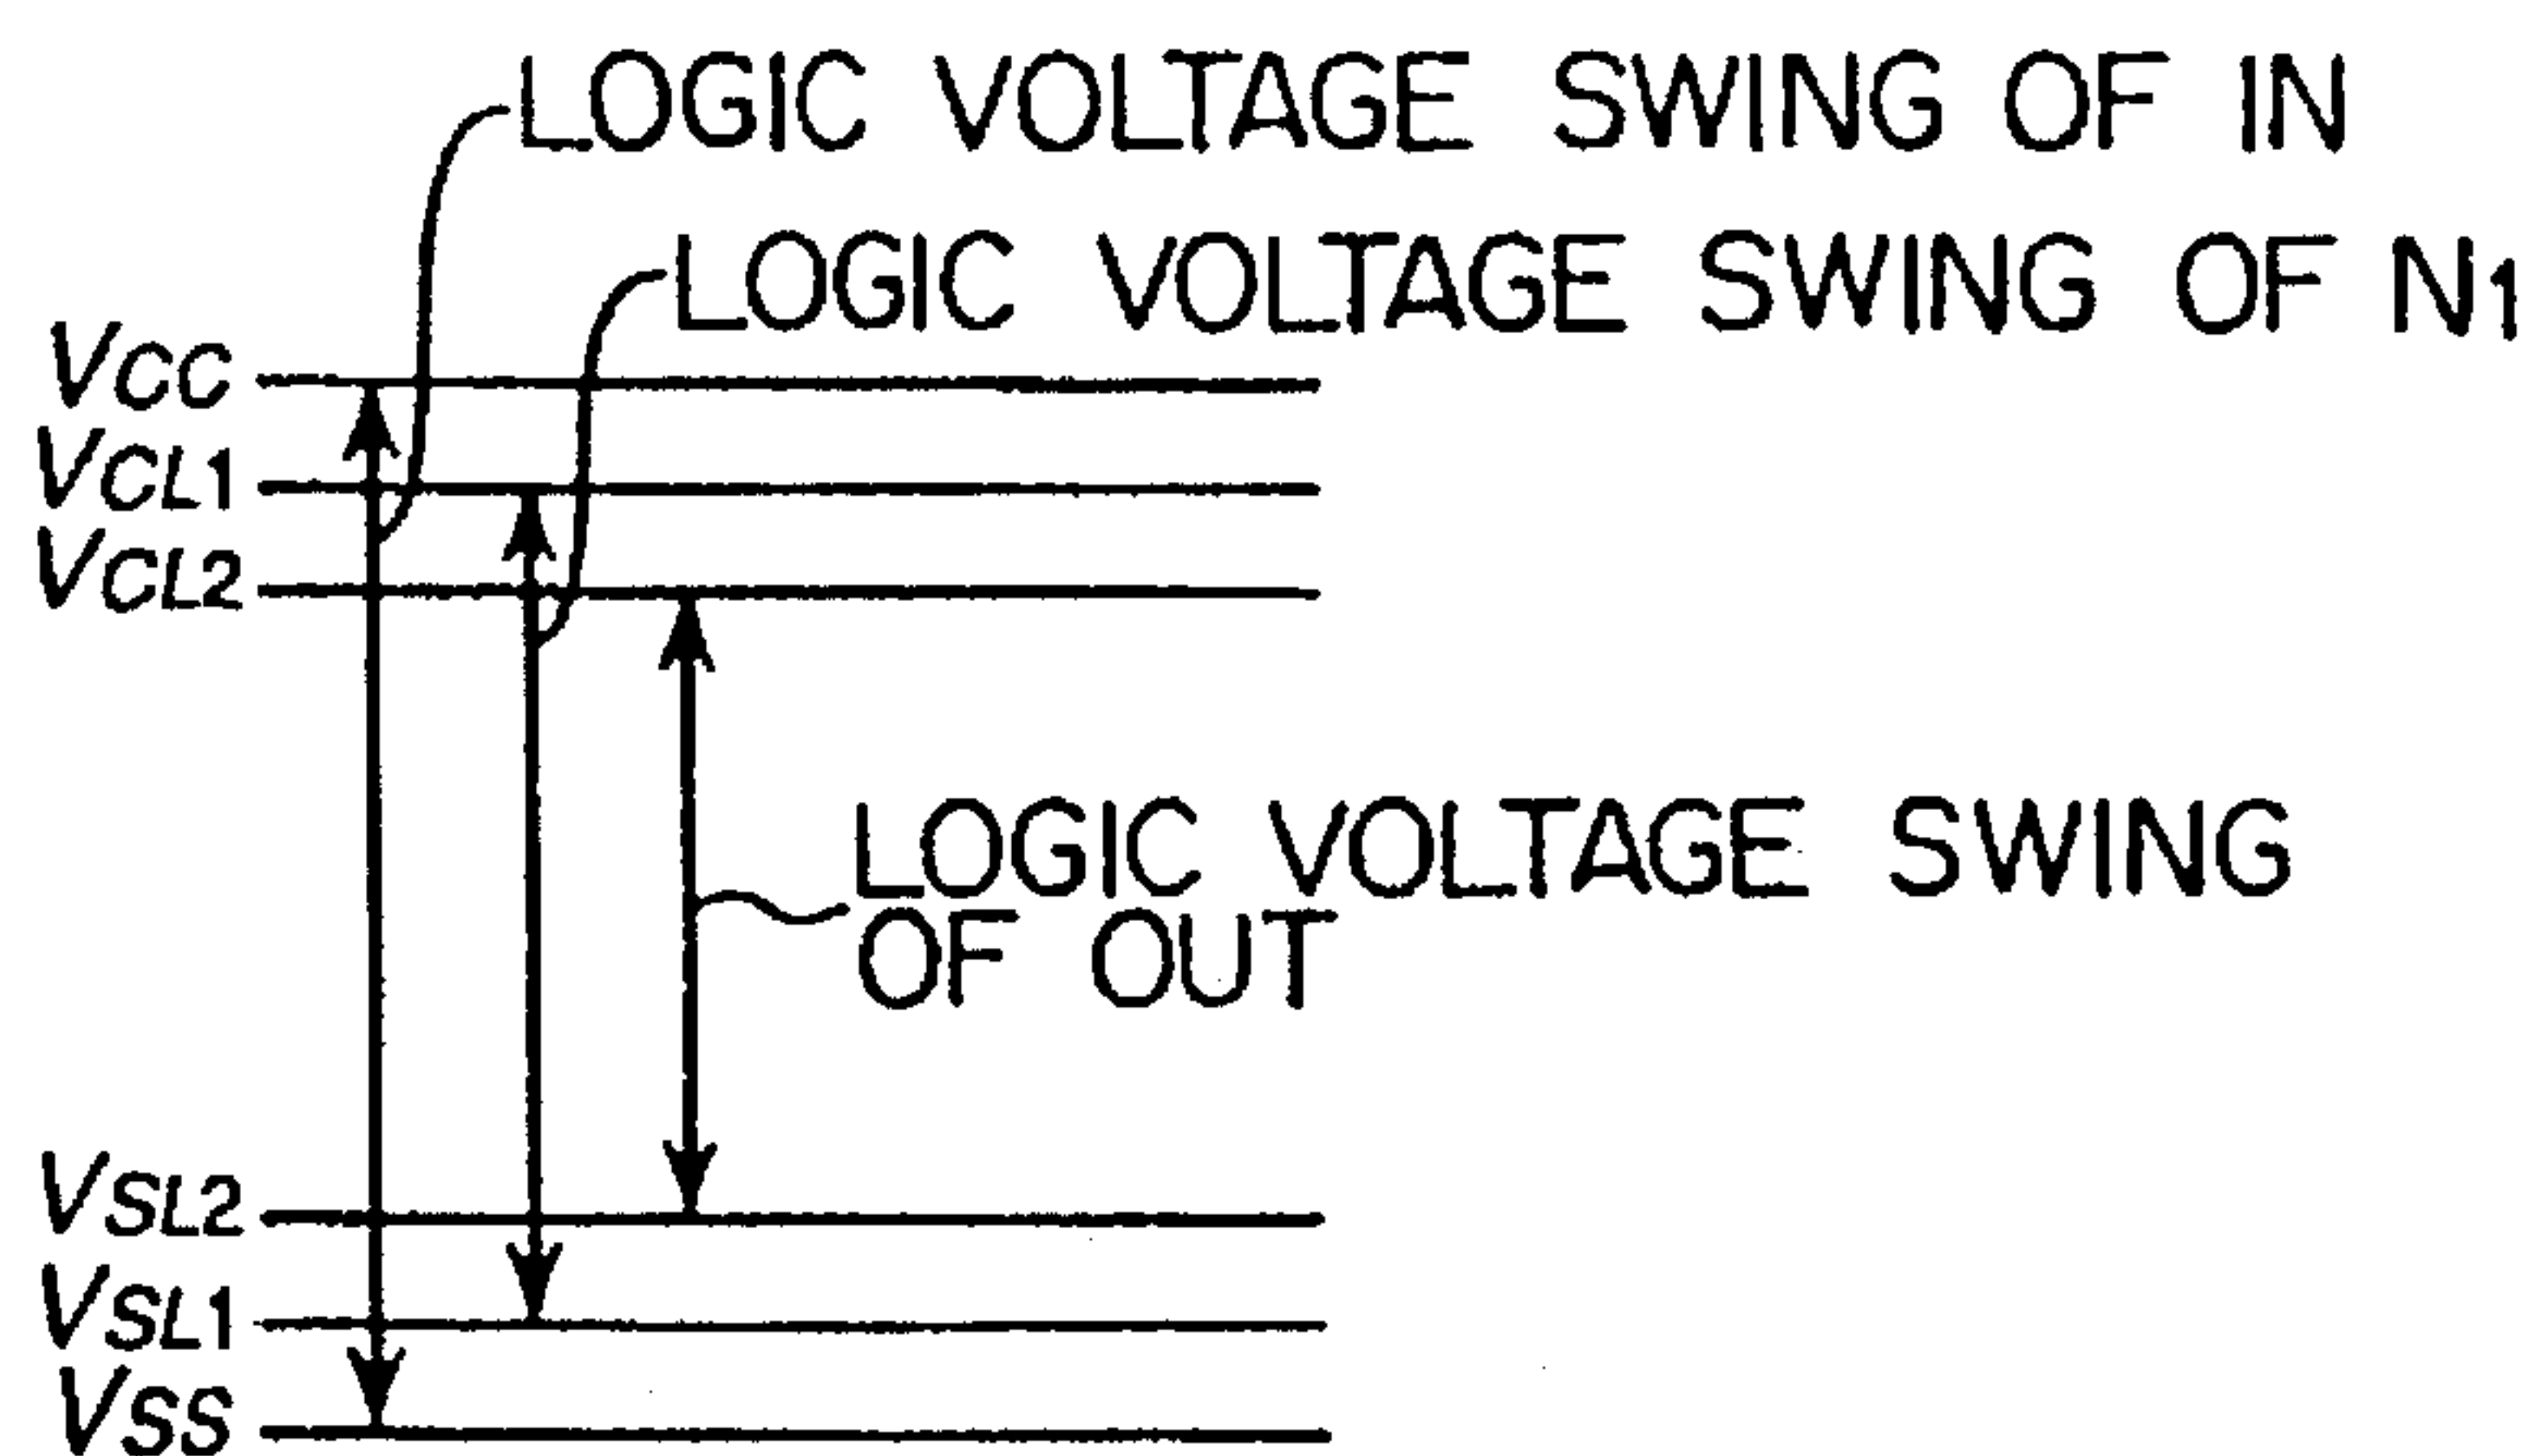 LOGIC VOLTAGE SWING OF IN
LOGIC VOLTAGE SWING OF N1
VCC
VCL1
VCL2
LOGIC VOLTAGE SWING
OF OUT
VSL2
VSL1
VSS